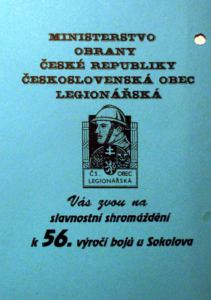 MINISTERSTVO
OBRANY
ČESKÉ REPUBLIKY
ČESKOSLOVENSKÁ OBEC
LEGIONÁŘSKÁ
ČS. OBEC
LEGIONÁŘSKÁ
Vás zvou na
slavnostní shromáždění
k 56. výročí bojů u Sokolova